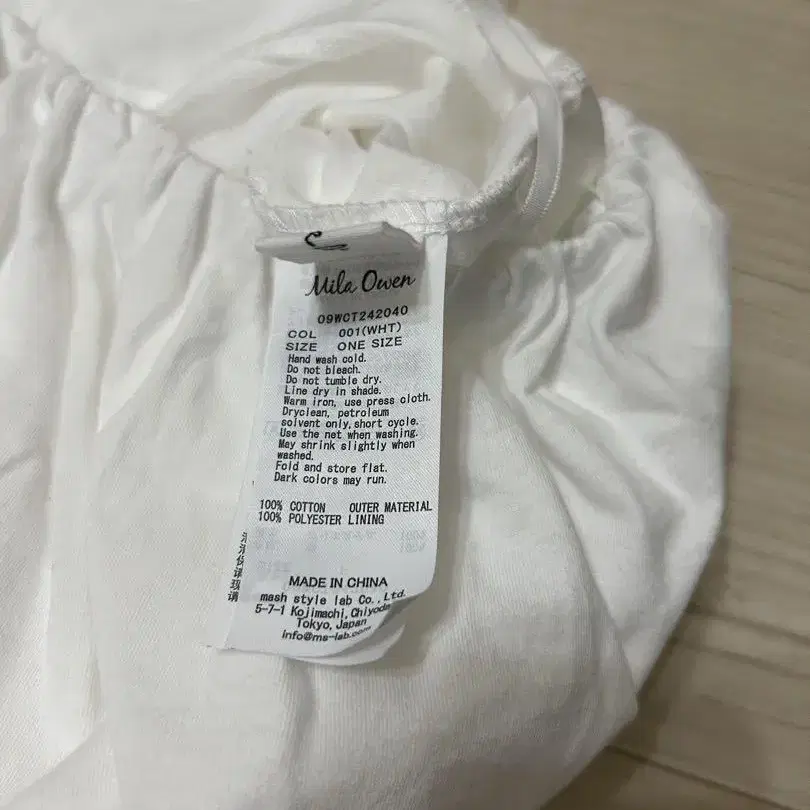 Mila Owen
09WCT242040
COL 001(WHT)
SIZE ONE SIZE
Hand wash cold.
Do not bleach.
Do not tumble dry.
Line dry in shade.
Warm iron, use press cloth.
Dryclean, petroleum
solvent only, short cycle.
Use the net when washing.
May shrink slightly when
washed.
Fold and store flat.
Dark colors may run.
100% COTTON OUTER MATERIAL
100% POLYESTER LINING
MADE IN CHINA
mash style lab Co., Ltd.
5-7-1 Kojimachi, Chiyoda
Tokyo, Japan
info@ms-lab.com